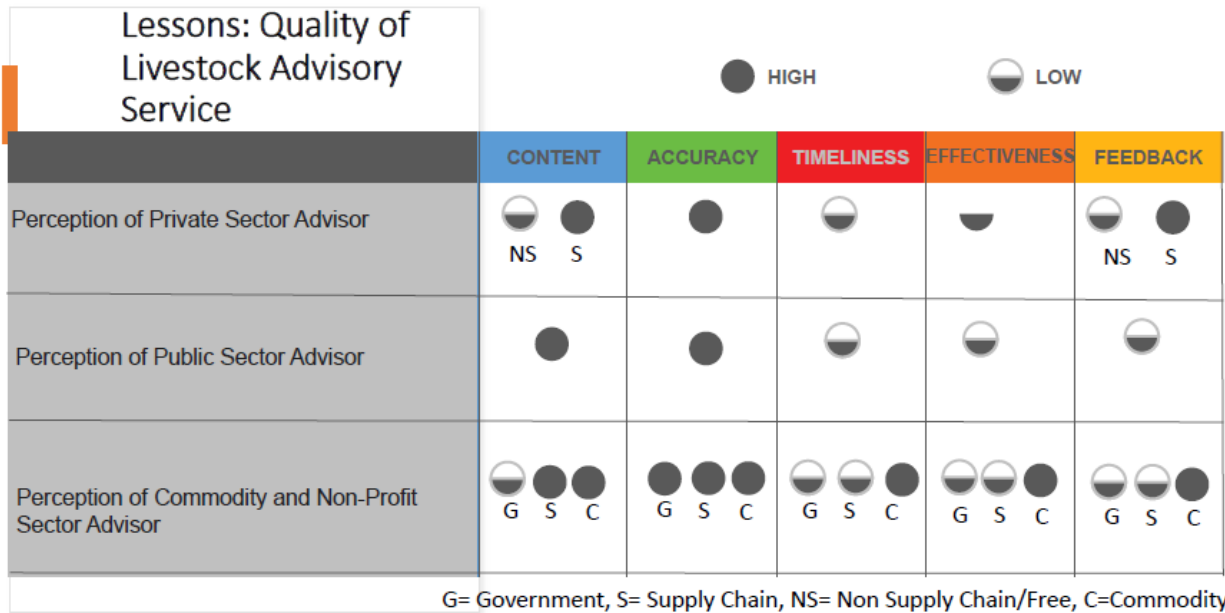 Lessons: Quality of
Livestock Advisory
Service
HIGH
LOW
CONTENT
ACCURACY
TIMELINESS
EFFECTIVENESS
FEEDBACK
Perception of Private Sector Advisor
NS S
NS S
Perception of Public Sector Advisor
Perception of Commodity and Non-Profit
Sector Advisor
G S C
G S C
G S C
G S C
G S C
G= Government, S= Supply Chain, NS= Non Supply Chain/Free, C=Commodity